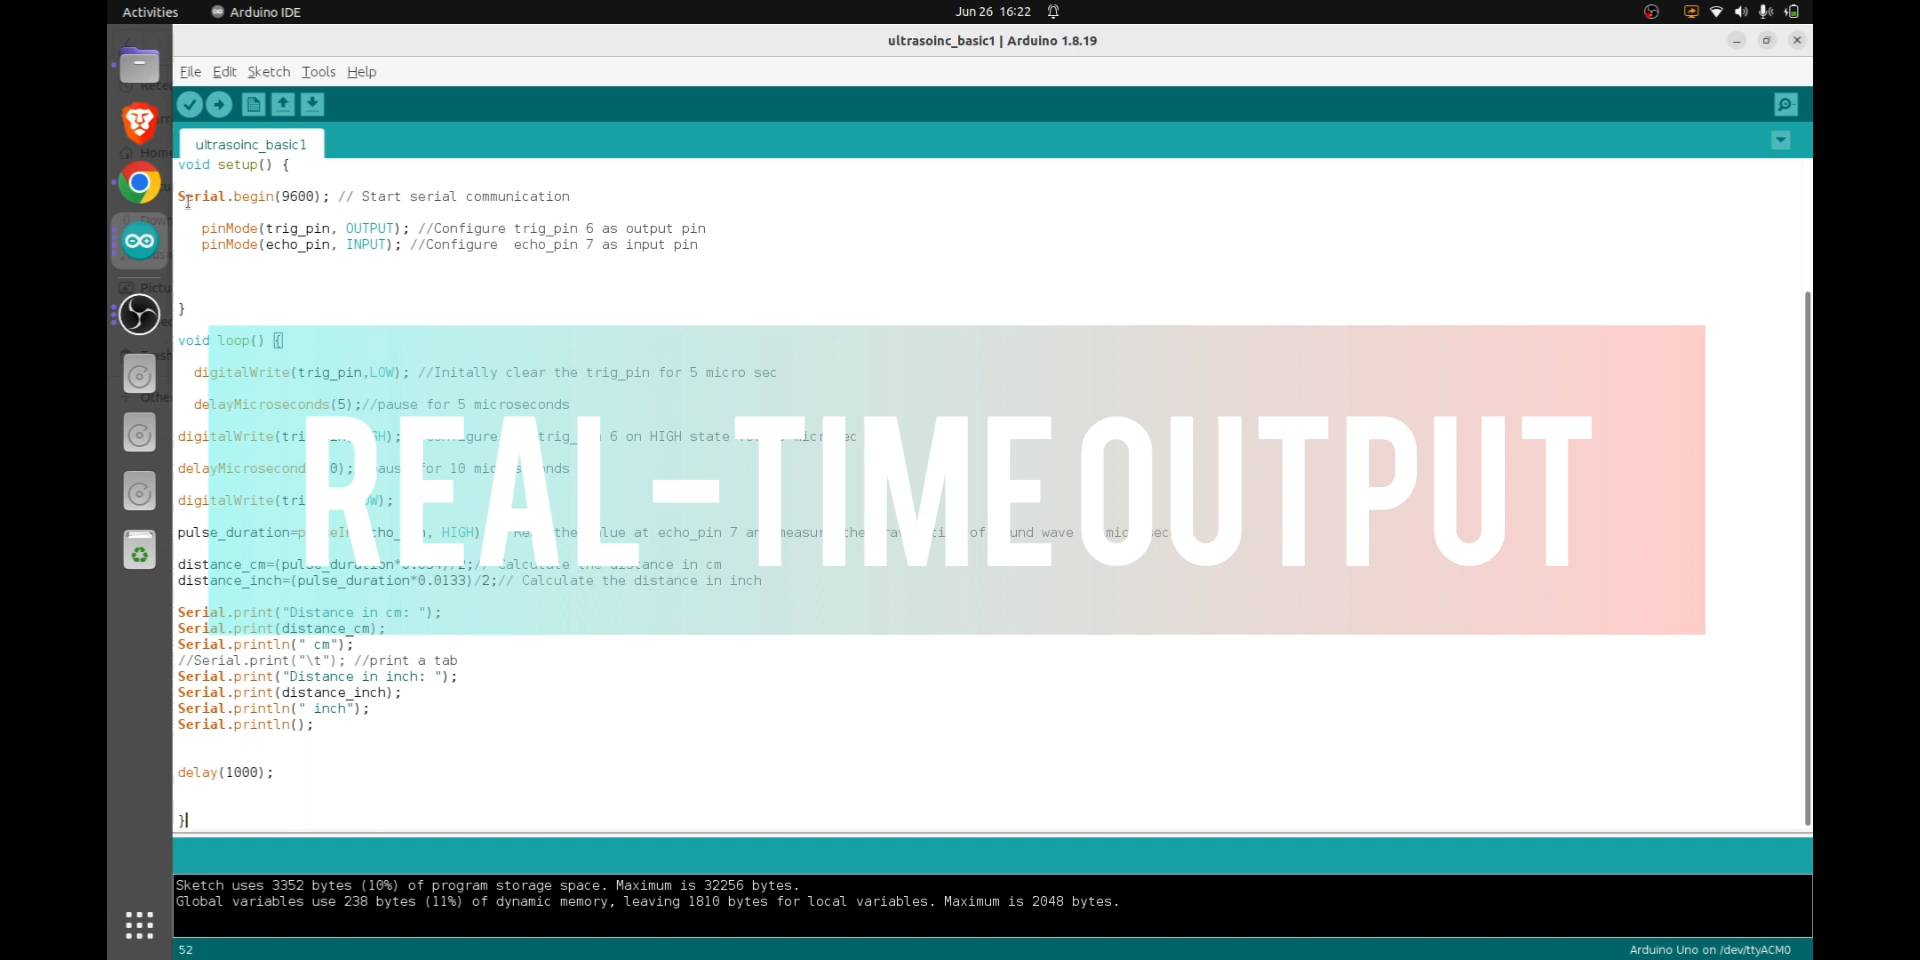 Activities
Arduino IDE
Jun 26 16:22
ultrasoinc_basic1 | Arduino 1.8.19
File Edit Sketch Tools Help
ultrasoinc_basic1
void setup() {
Serial.begin(9600); // Start serial communication
pinMode(trig_pin, OUTPUT); //Configure trig_pin 6 as output pin
pinMode(echo_pin, INPUT); //Configure  echo_pin 7 as input pin
}
void loop() {
digitalWrite(trig_pin,LOW); //Initally clear the trig_pin for 5 micro sec
delayMicroseconds(5);//pause for 5 microseconds
REAL-TIME OUTPUT
distance_inch=(pulse_duration*0.0133)/2;// Calculate the distance in inch
Serial.print("Distance in cm: ");
Serial.print(distance_cm);
Serial.println(" cm");
//Serial.print("\t"); //print a tab
Serial.print("Distance in inch: ");
Serial.print(distance_inch);
Serial.println(" inch");
Serial.println();
delay(1000);
}
Sketch uses 3352 bytes (10%) of program storage space. Maximum is 32256 bytes.
Global variables use 238 bytes (11%) of dynamic memory, leaving 1810 bytes for local variables. Maximum is 2048 bytes.
52
Arduino Uno on /dev/ttyACM0